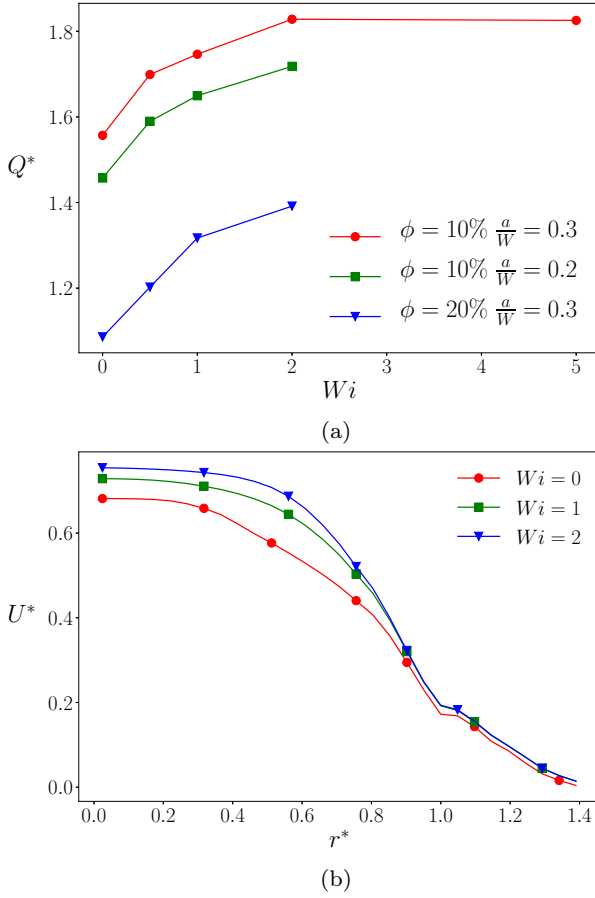 1.8
1.6
1.4
1.2
Q*
ϕ = 10% a/W = 0.3
ϕ = 10% a/W = 0.2
ϕ = 20% a/W = 0.3
0 1 2 3 4 5
Wi
(a)
Wi = 0
Wi = 1
Wi = 2
0.6
0.4
0.2
0.0
U*
0.0 0.2 0.4 0.6 0.8 1.0 1.2 1.4
r*
(b)